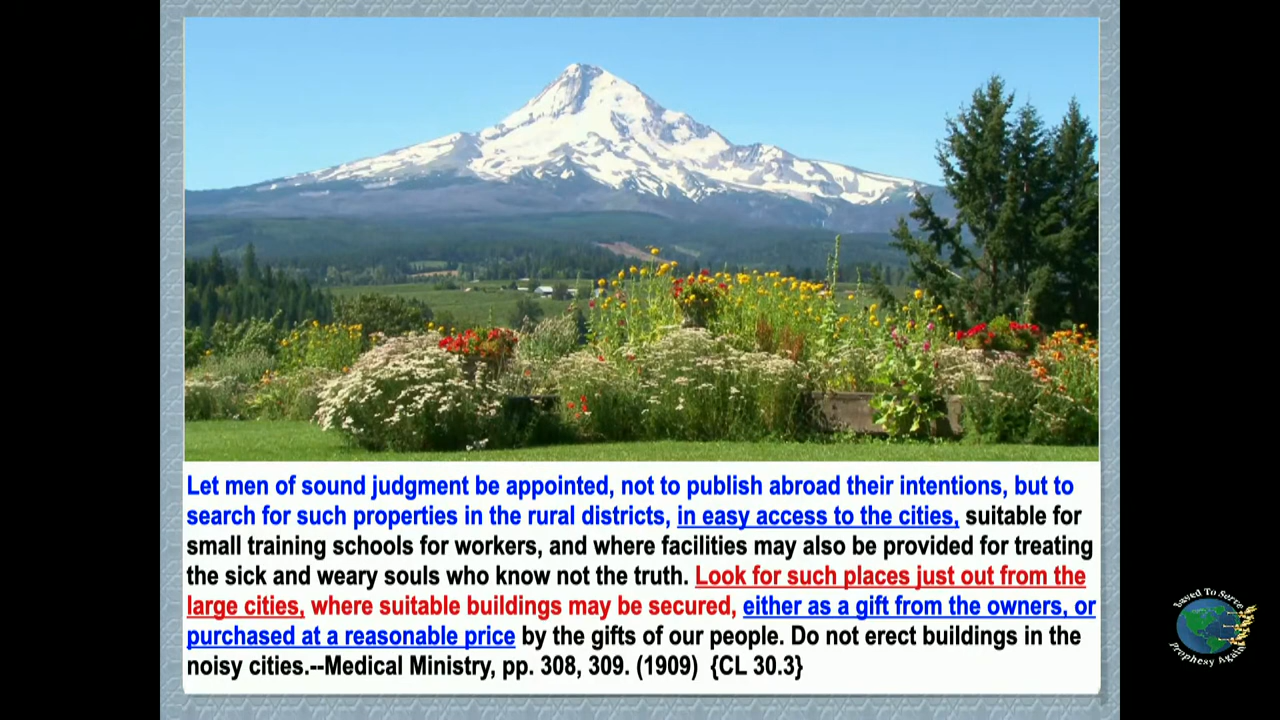 Let men of sound judgment be appointed, not to publish abroad their intentions, but to
search for such properties in the rural districts, in easy access to the cities, suitable for
small training schools for workers, and where facilities may also be provided for treating
the sick and weary souls who know not the truth. Look for such places just out from the
large cities, where suitable buildings may be secured, either as a gift from the owners, or
purchased at a reasonable price by the gifts of our people. Do not erect buildings in the
noisy cities.--Medical Ministry, pp. 308, 309. (1909)  {CL 30.3}
Saved To Serve
Prophesy Again